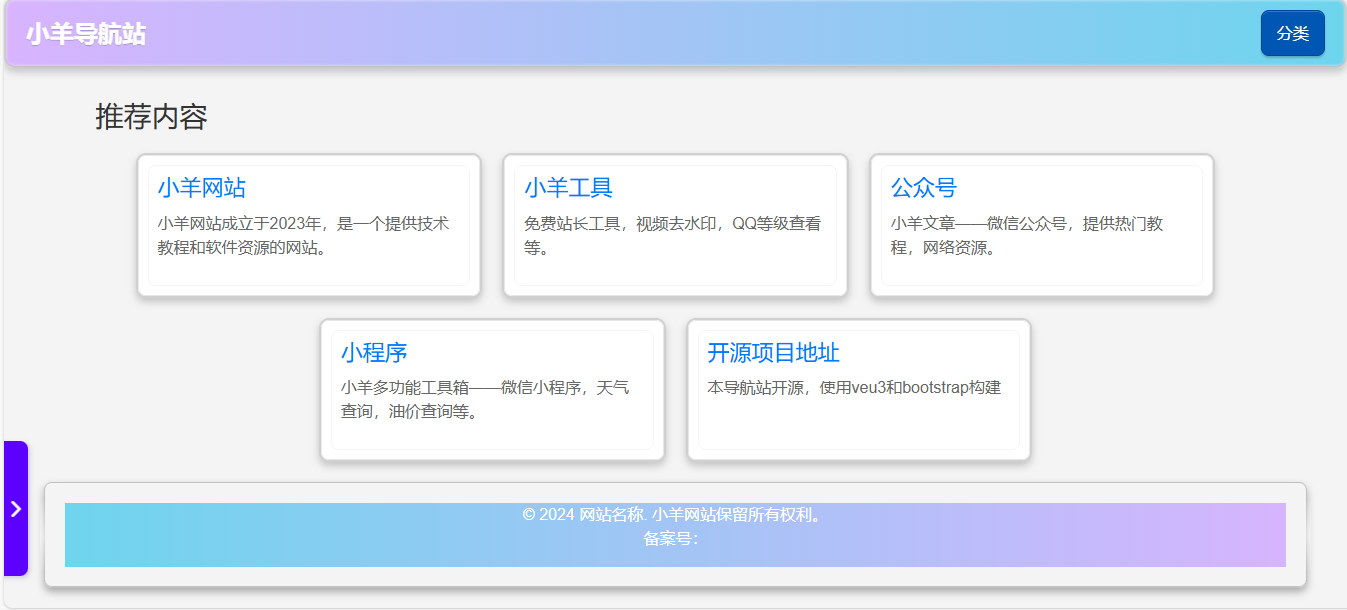 小羊导航站
分类
推荐内容
小羊网站
小羊网站成立于2023年，是一个提供技术
教程和软件资源的网站。
小羊工具
免费站长工具，视频去水印，QQ等级查看
等。
公众号
小羊文章——微信公众号，提供热门教
程，网络资源。
小程序
小羊多功能工具箱——微信小程序，天气
查询，油价查询等。
开源项目地址
本导航站开源，使用veu3和bootstrap构建
© 2024 网站名称. 小羊网站保留所有权利。
备案号：